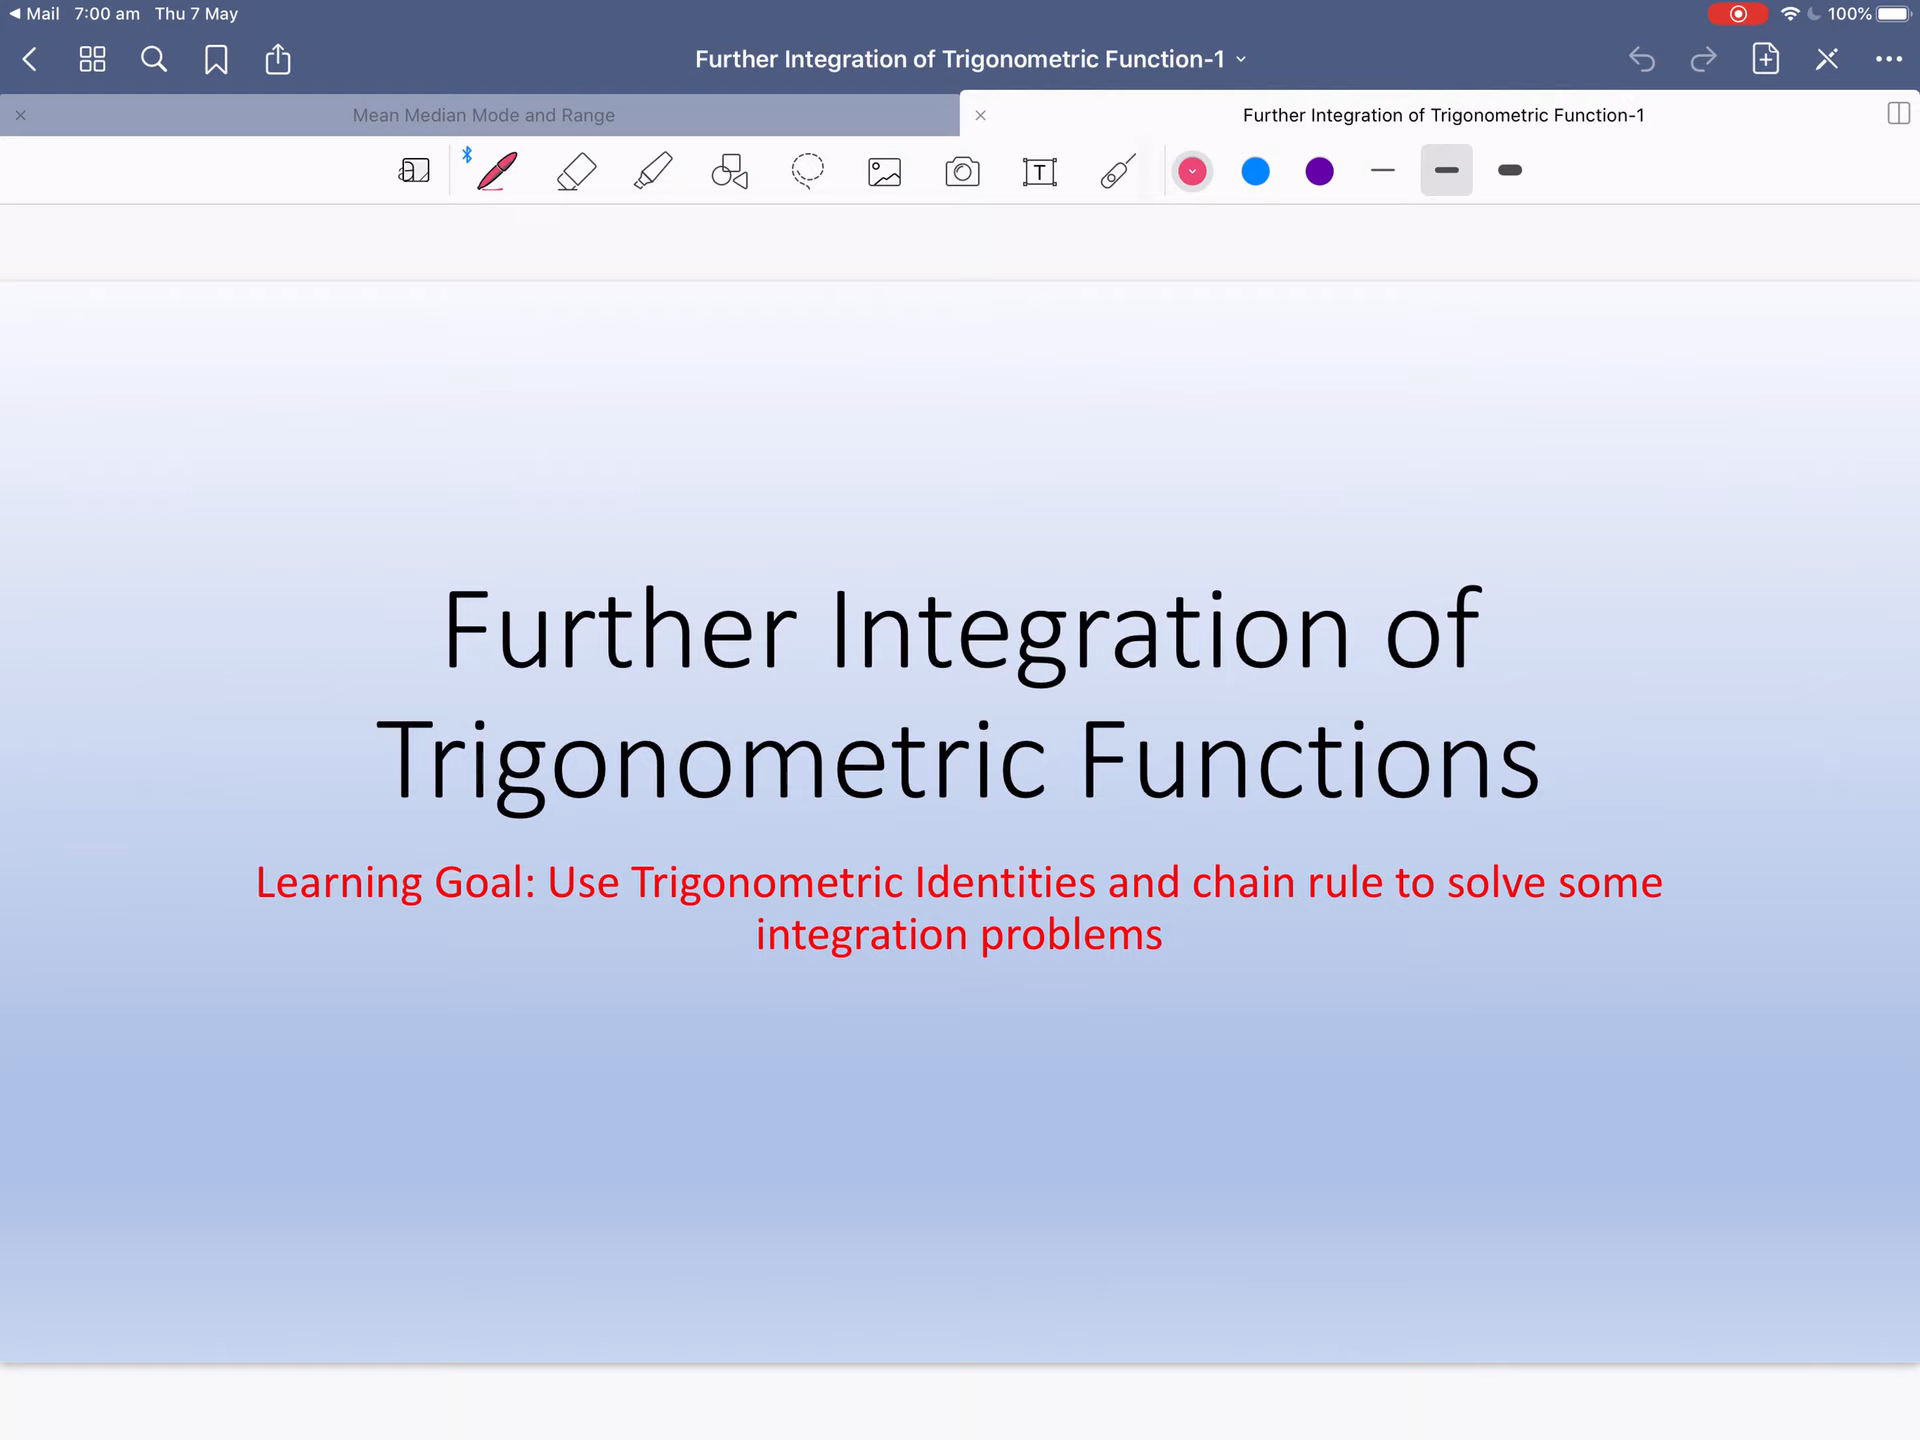 Mail 7:00 am Thu 7 May 100%
Further Integration of Trigonometric Function-1
Mean Median Mode and Range
Further Integration of Trigonometric Function-1
a T
Further Integration of
Trigonometric Functions
Learning Goal: Use Trigonometric Identities and chain rule to solve some
integration problems